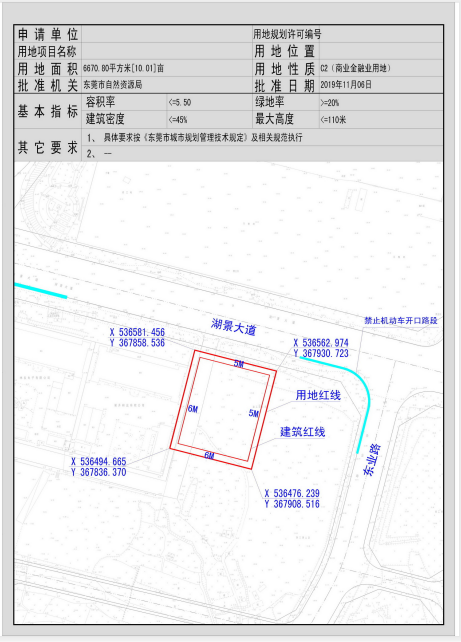 申请单位
用地规划许可编号
用地项目名称
用地位置
用地面积 6670.80平方米[10.01]亩
用地性质 C2（商业金融业用地）
批准机关 东莞市自然资源局
批准日期 2019年11月06日
基本指标
容积率 <=5.50
绿地率 >=20%
建筑密度 <=45%
最大高度 <=110米
其它要求
1、 具体要求按《东莞市城市规划管理技术规定》及相关规范执行
2、 —
湖景大道
禁止机动车开口路段
X 536581.456
Y 367858.536
X 536562.974
Y 367930.723
5M
用地红线
6M
5M
建筑红线
东业路
6M
X 536494.665
Y 367836.370
X 536476.239
Y 367908.516